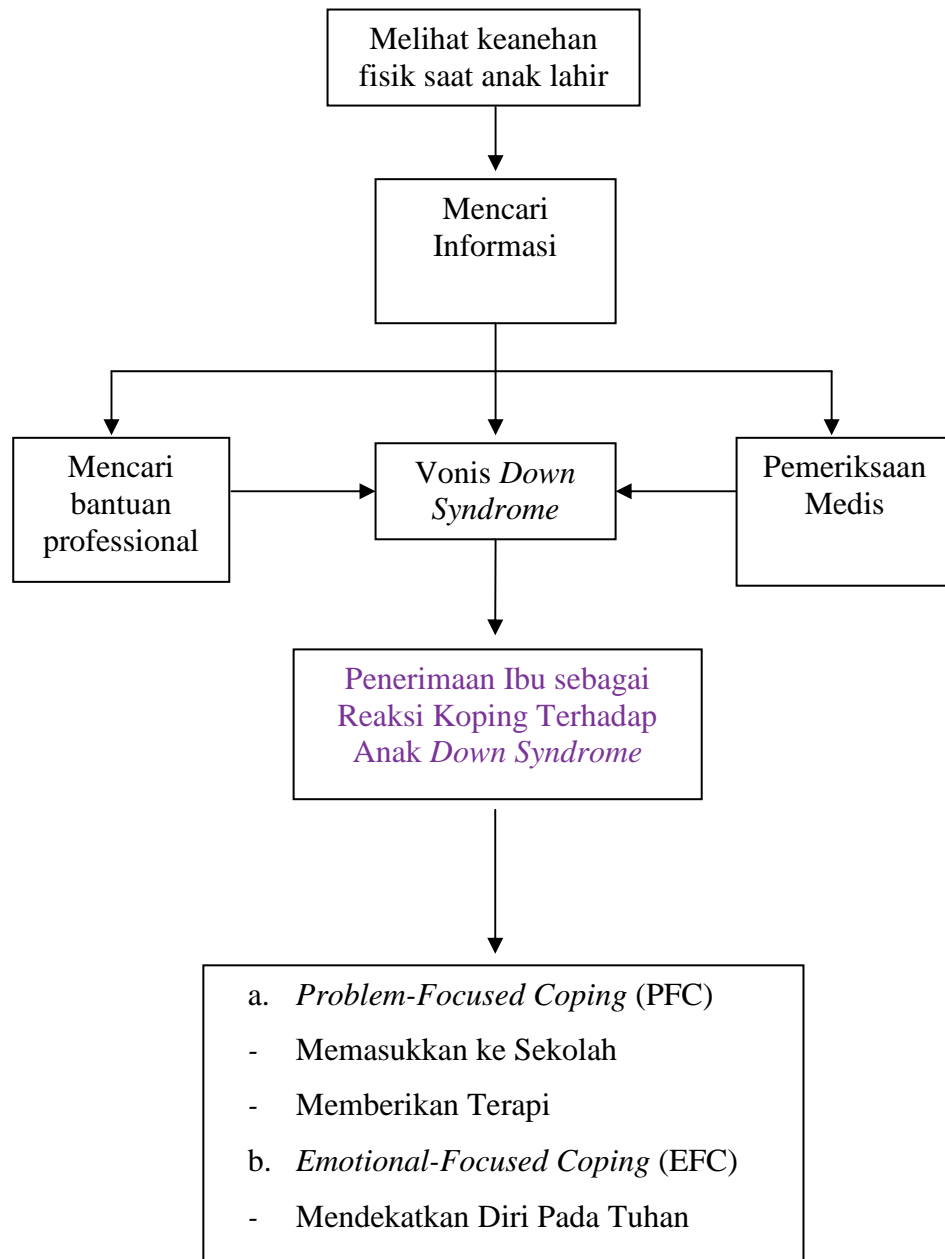 Melihat keanehan
fisik saat anak lahir
Mencari
Informasi
Mencari
bantuan
professional
Vonis Down
Syndrome
Pemeriksaan
Medis
Penerimaan Ibu sebagai
Reaksi Koping Terhadap
Anak Down Syndrome
a. Problem-Focused Coping (PFC)
- Memasukkan ke Sekolah
- Memberikan Terapi
b. Emotional-Focused Coping (EFC)
- Mendekatkan Diri Pada Tuhan